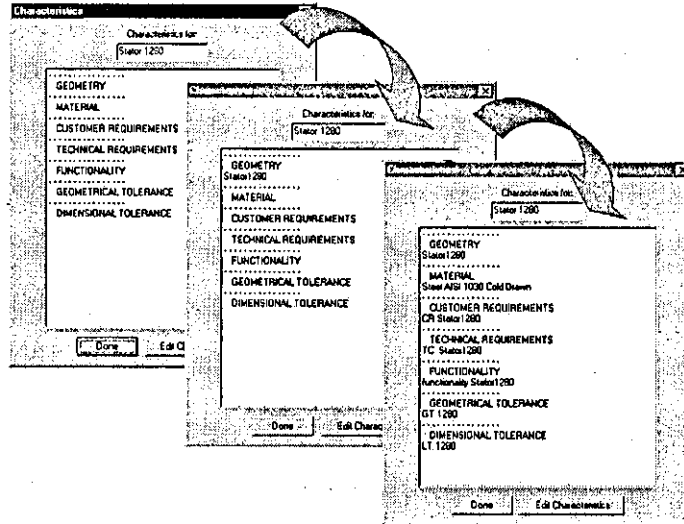 Characteristics
Characteristics for:
Stator 1280
GEOMETRY
MATERIAL
CUSTOMER REQUIREMENTS
TECHNICAL REQUIREMENTS
FUNCTIONALITY
GEOMETRICAL TOLERANCE
DIMENSIONAL TOLERANCE
Done
Edit C
Characteristics for:
Stator 1280
GEOMETRY
Stator1280
MATERIAL
CUSTOMER REQUIREMENTS
TECHNICAL REQUIREMENTS
FUNCTIONALITY
GEOMETRICAL TOLERANCE
DIMENSIONAL TOLERANCE
Done
Edit Charac
Characteristics for:
Stator 1280
GEOMETRY
Stator1280
MATERIAL
Steel AISI 1030 Cold Drawn
CUSTOMER REQUIREMENTS
CR Stator1280
TECHNICAL REQUIREMENTS
TC Stator1280
FUNCTIONALITY
functionality Stator1280
GEOMETRICAL TOLERANCE
GT 1280
DIMENSIONAL TOLERANCE
LT. 1280
Done
Edit Characteristics